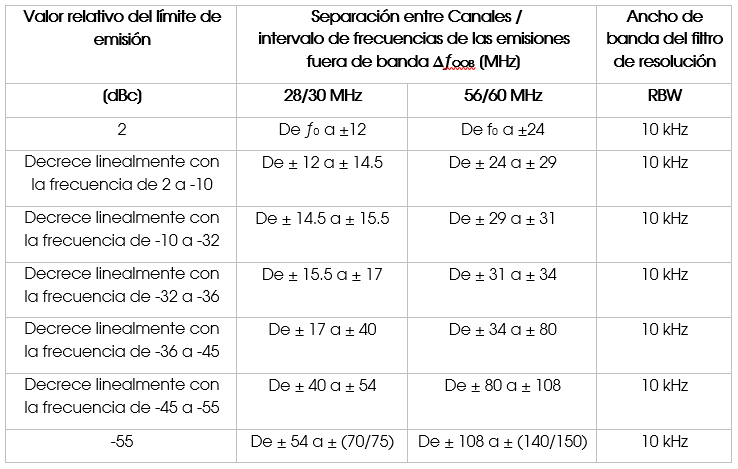 Valor relativo del límite de emisión | Separación entre Canales / intervalo de frecuencias de las emisiones fuera de banda ΔƒOOB (MHz) | Ancho de banda del filtro de resolución
(dBc) | 28/30 MHz | 56/60 MHz | RBW
2 | De ƒ₀ a ±12 | De f₀ a ±24 | 10 kHz
Decrece linealmente con la frecuencia de 2 a -10 | De ± 12 a ± 14.5 | De ± 24 a ± 29 | 10 kHz
Decrece linealmente con la frecuencia de -10 a -32 | De ± 14.5 a ± 15.5 | De ± 29 a ± 31 | 10 kHz
Decrece linealmente con la frecuencia de -32 a -36 | De ± 15.5 a ± 17 | De ± 31 a ± 34 | 10 kHz
Decrece linealmente con la frecuencia de -36 a -45 | De ± 17 a ± 40 | De ± 34 a ± 80 | 10 kHz
Decrece linealmente con la frecuencia de -45 a -55 | De ± 40 a ± 54 | De ± 80 a ± 108 | 10 kHz
-55 | De ± 54 a ± (70/75) | De ± 108 a ± (140/150) | 10 kHz